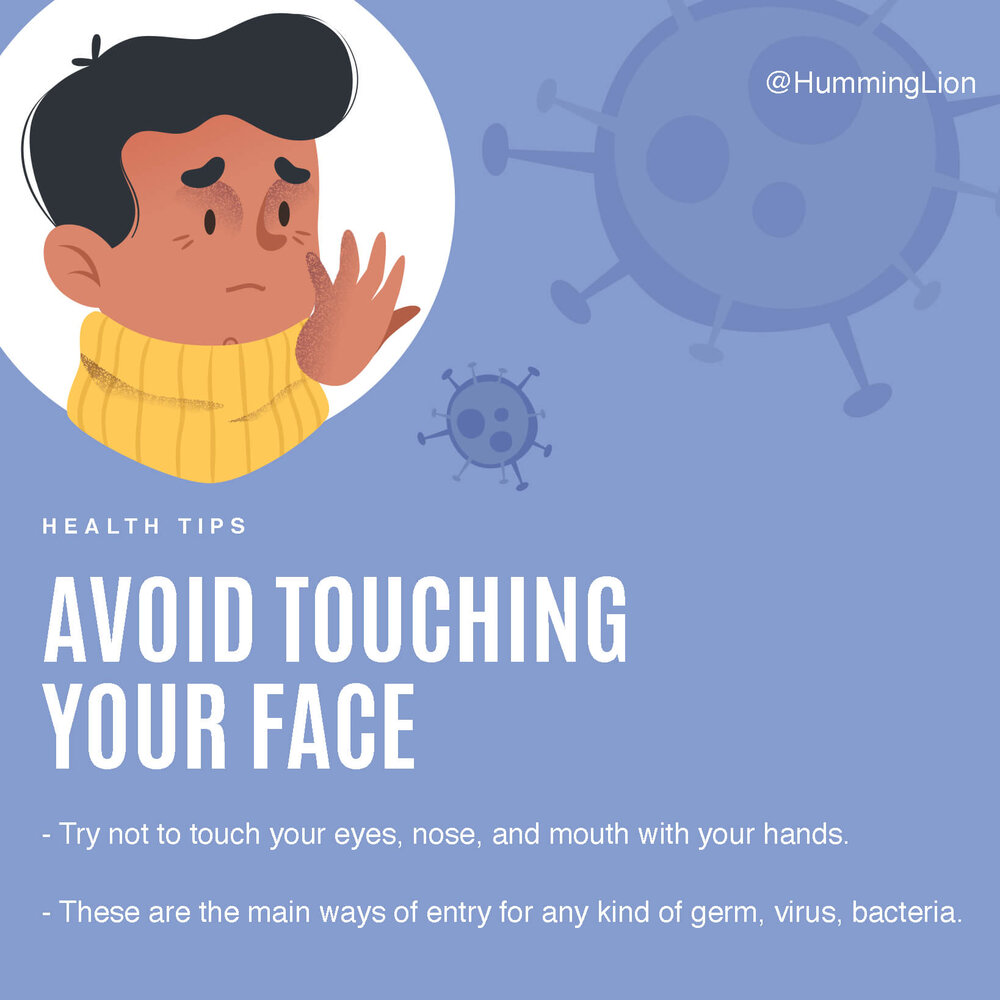 @HummingLion
HEALTH TIPS
AVOID TOUCHING
YOUR FACE
- Try not to touch your eyes, nose, and mouth with your hands.
- These are the main ways of entry for any kind of germ, virus, bacteria.